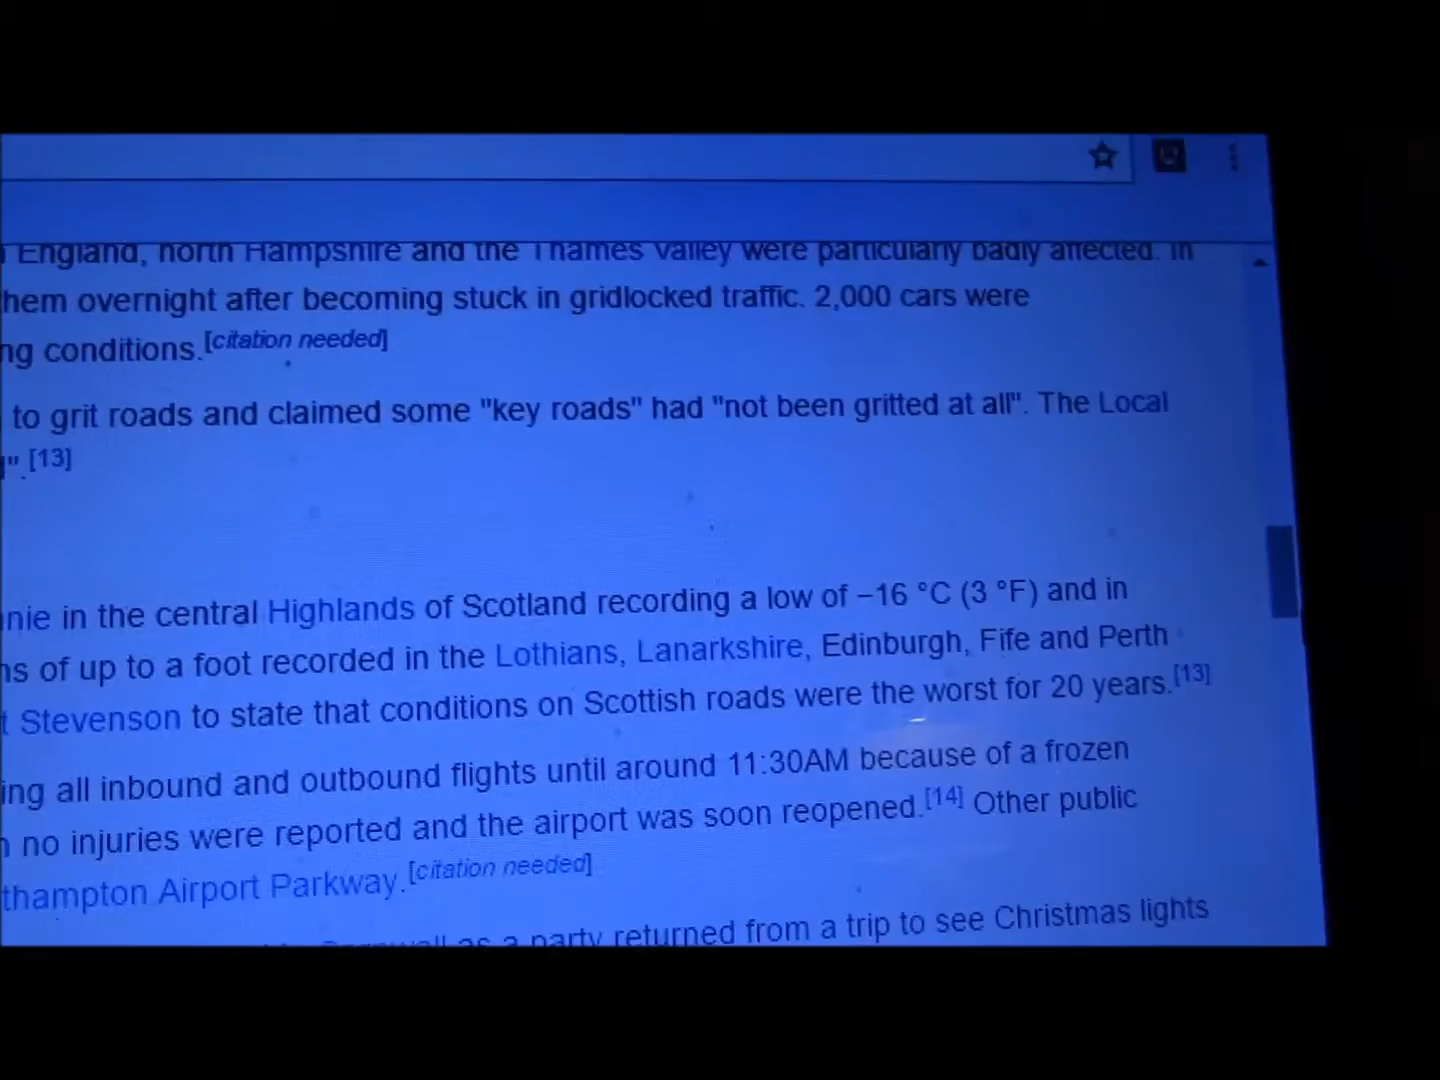 England, north Hampshire and the Thames Valley were particularly badly affected. In
hem overnight after becoming stuck in gridlocked traffic. 2,000 cars were
ng conditions.[citation needed]
to grit roads and claimed some "key roads" had "not been gritted at all". The Local
".[13]
nie in the central Highlands of Scotland recording a low of −16 °C (3 °F) and in
ns of up to a foot recorded in the Lothians, Lanarkshire, Edinburgh, Fife and Perth
t Stevenson to state that conditions on Scottish roads were the worst for 20 years.[13]
ing all inbound and outbound flights until around 11:30AM because of a frozen
no injuries were reported and the airport was soon reopened.[14] Other public
thampton Airport Parkway.[citation needed]
as a party returned from a trip to see Christmas lights